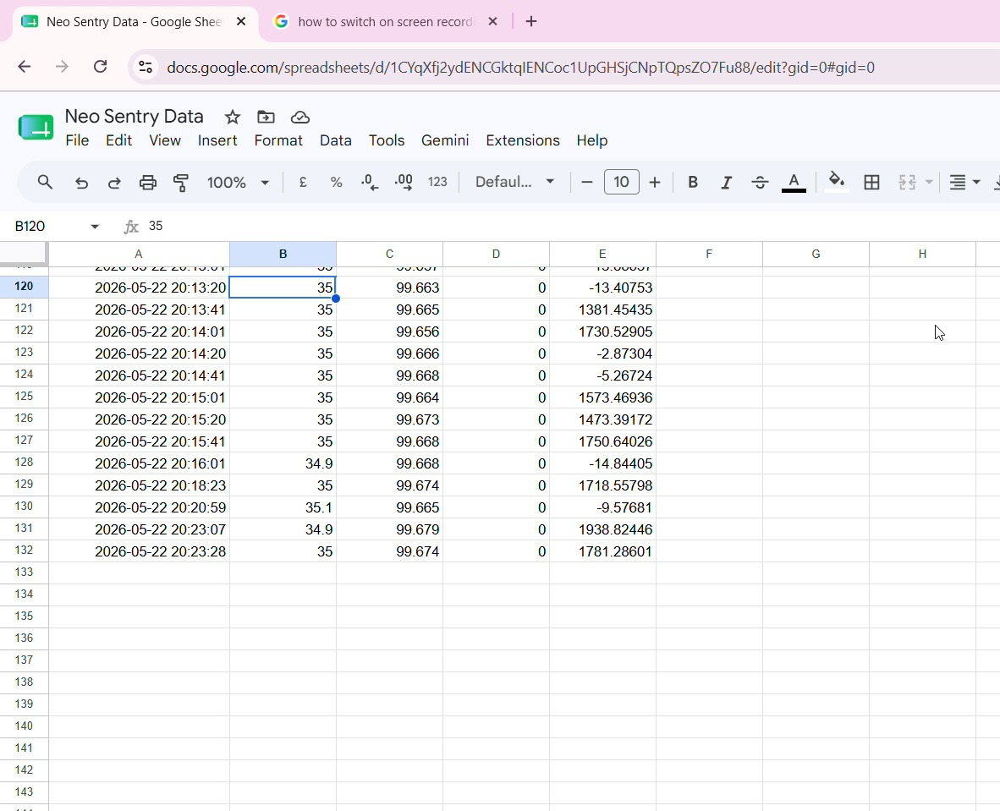 Neo Sentry Data - Google Shee
how to switch on screen record
docs.google.com/spreadsheets/d/1CYqXfj2ydENCGktqIENCoc1UpGHSjCNpTQpsZO7Fu88/edit?gid=0#gid=0
Neo Sentry Data
File Edit View Insert Format Data Tools Gemini Extensions Help
100% £ % .0 .00 123 Defaul... 10 B I S A
B120 fx 35
A B C D E F G H
120 2026-05-22 20:13:20 35 99.663 0 -13.40753
121 2026-05-22 20:13:41 35 99.665 0 1381.45435
122 2026-05-22 20:14:01 35 99.656 0 1730.52905
123 2026-05-22 20:14:20 35 99.666 0 -2.87304
124 2026-05-22 20:14:41 35 99.668 0 -5.26724
125 2026-05-22 20:15:01 35 99.664 0 1573.46936
126 2026-05-22 20:15:20 35 99.673 0 1473.39172
127 2026-05-22 20:15:41 35 99.668 0 1750.64026
128 2026-05-22 20:16:01 34.9 99.668 0 -14.84405
129 2026-05-22 20:18:23 35 99.674 0 1718.55798
130 2026-05-22 20:20:59 35.1 99.665 0 -9.57681
131 2026-05-22 20:23:07 34.9 99.679 0 1938.82446
132 2026-05-22 20:23:28 35 99.674 0 1781.28601
133
134
135
136
137
138
139
140
141
142
143